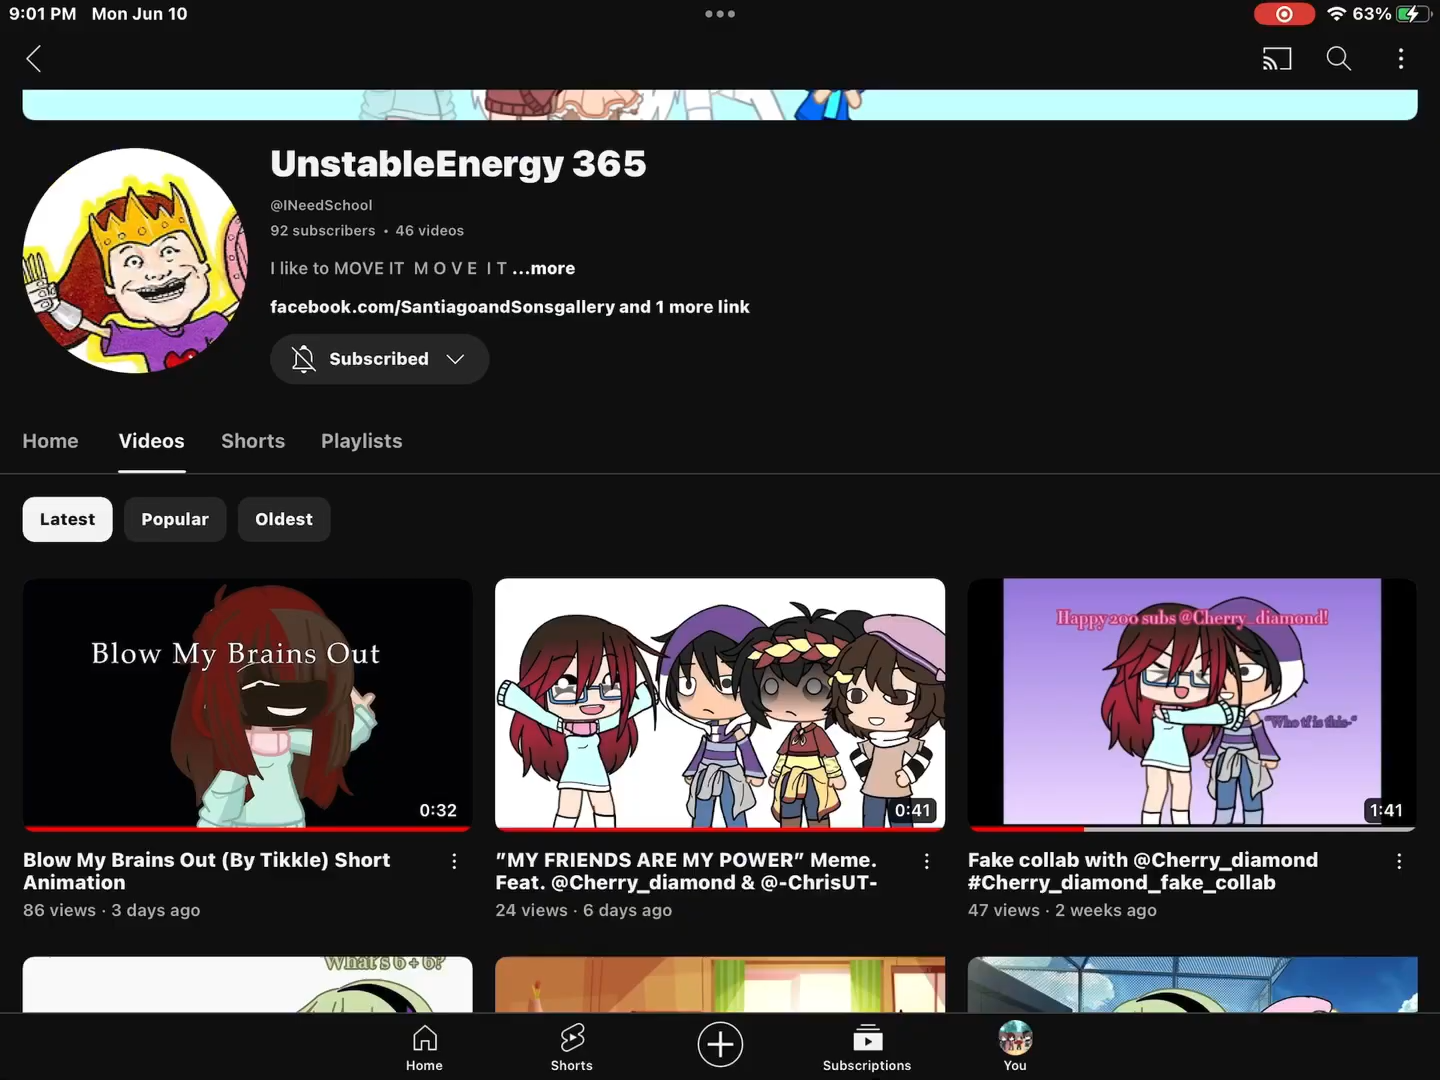 9:01 PM Mon Jun 10
63%
UnstableEnergy 365
@INeedSchool
92 subscribers • 46 videos
I like to MOVE IT M O V E I T ...more
facebook.com/SantiagoandSonsgallery and 1 more link
Subscribed
Home Videos Shorts Playlists
Latest Popular Oldest
Blow My Brains Out
0:32
0:41
Happy 200 subs @Cherry_diamond!
"Who tf is this-"
1:41
Blow My Brains Out (By Tikkle) Short
Animation
86 views · 3 days ago
"MY FRIENDS ARE MY POWER" Meme.
Feat. @Cherry_diamond & @-ChrisUT-
24 views · 6 days ago
Fake collab with @Cherry_diamond
#Cherry_diamond_fake_collab
47 views · 2 weeks ago
What's 6 + 6?
Home Shorts Subscriptions You